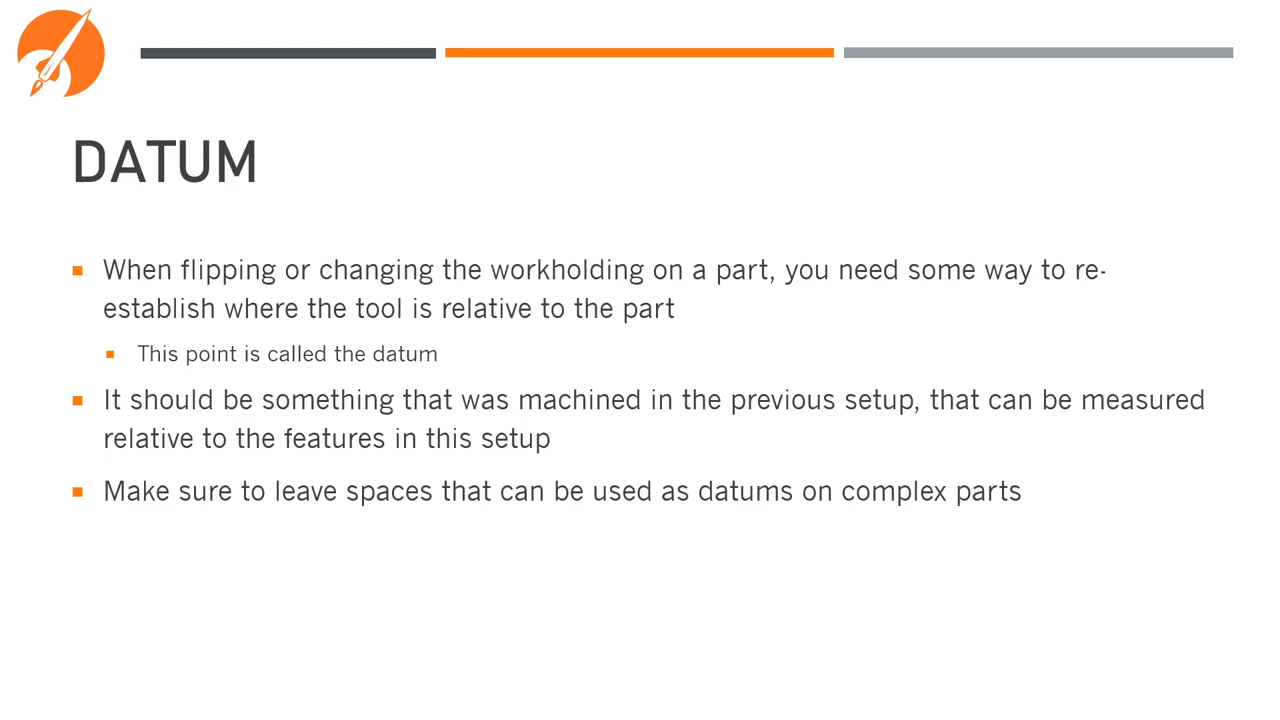 DATUM
When flipping or changing the workholding on a part, you need some way to re-
establish where the tool is relative to the part
This point is called the datum
It should be something that was machined in the previous setup, that can be measured
relative to the features in this setup
Make sure to leave spaces that can be used as datums on complex parts